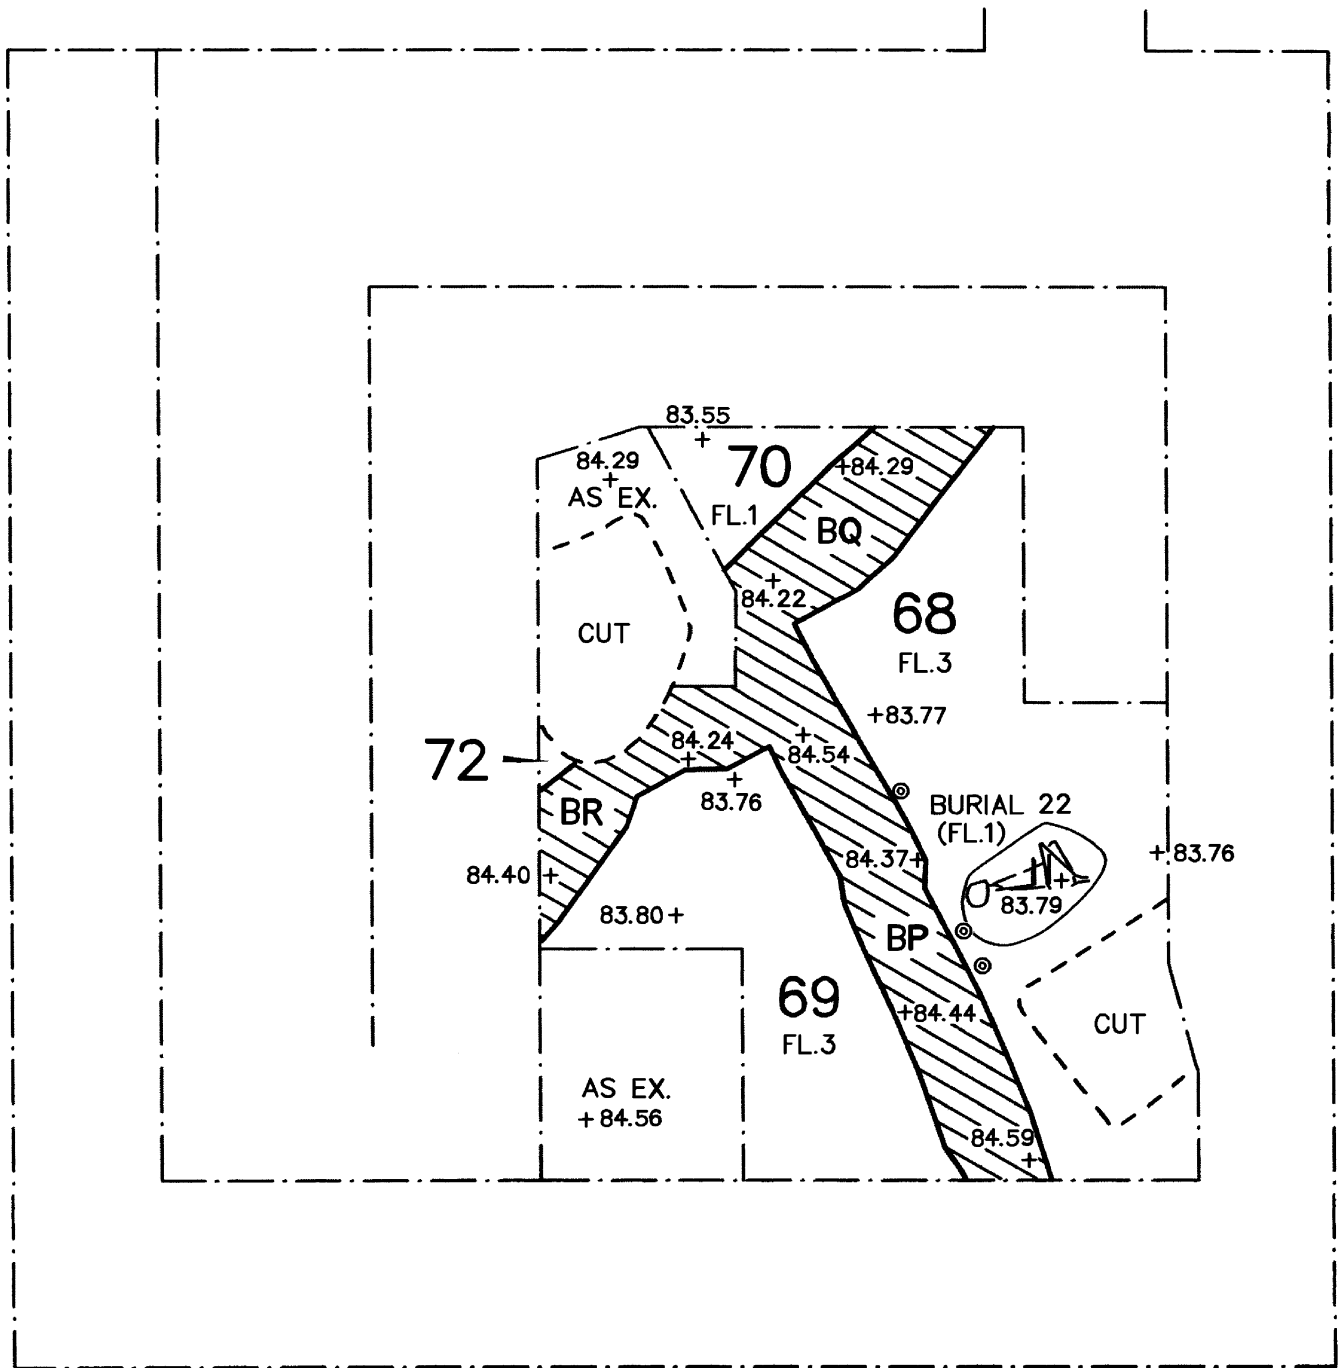 83.55
84.29
AS EX.
70
FL.1
+84.29
BQ
84.22
CUT
68
FL.3
+83.77
72
84.24
84.54
83.76
BR
BURIAL 22
(FL.1)
84.37+
+83.76
84.40+
83.79
83.80+
BP
69
FL.3
+84.44
CUT
AS EX.
+84.56
84.59